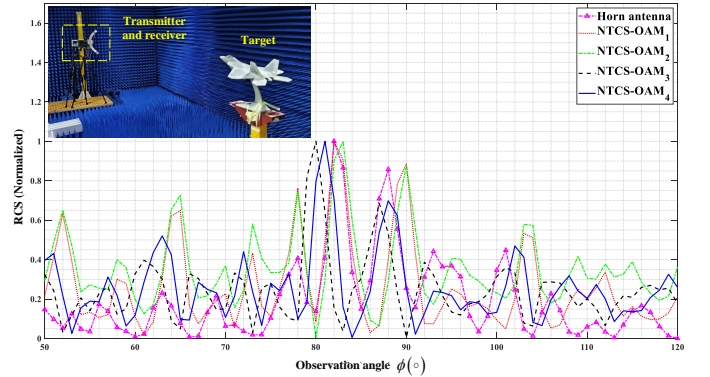 1.6
1.4
1.2
1
0.8
0.6
0.4
0.2
0
RCS (Normalized)
Transmitter
and receiver
Target
Horn antenna
NTCS-OAM1
NTCS-OAM2
NTCS-OAM3
NTCS-OAM4
50 60 70 80 90 100 110 120
Observation angle ϕ(∘)